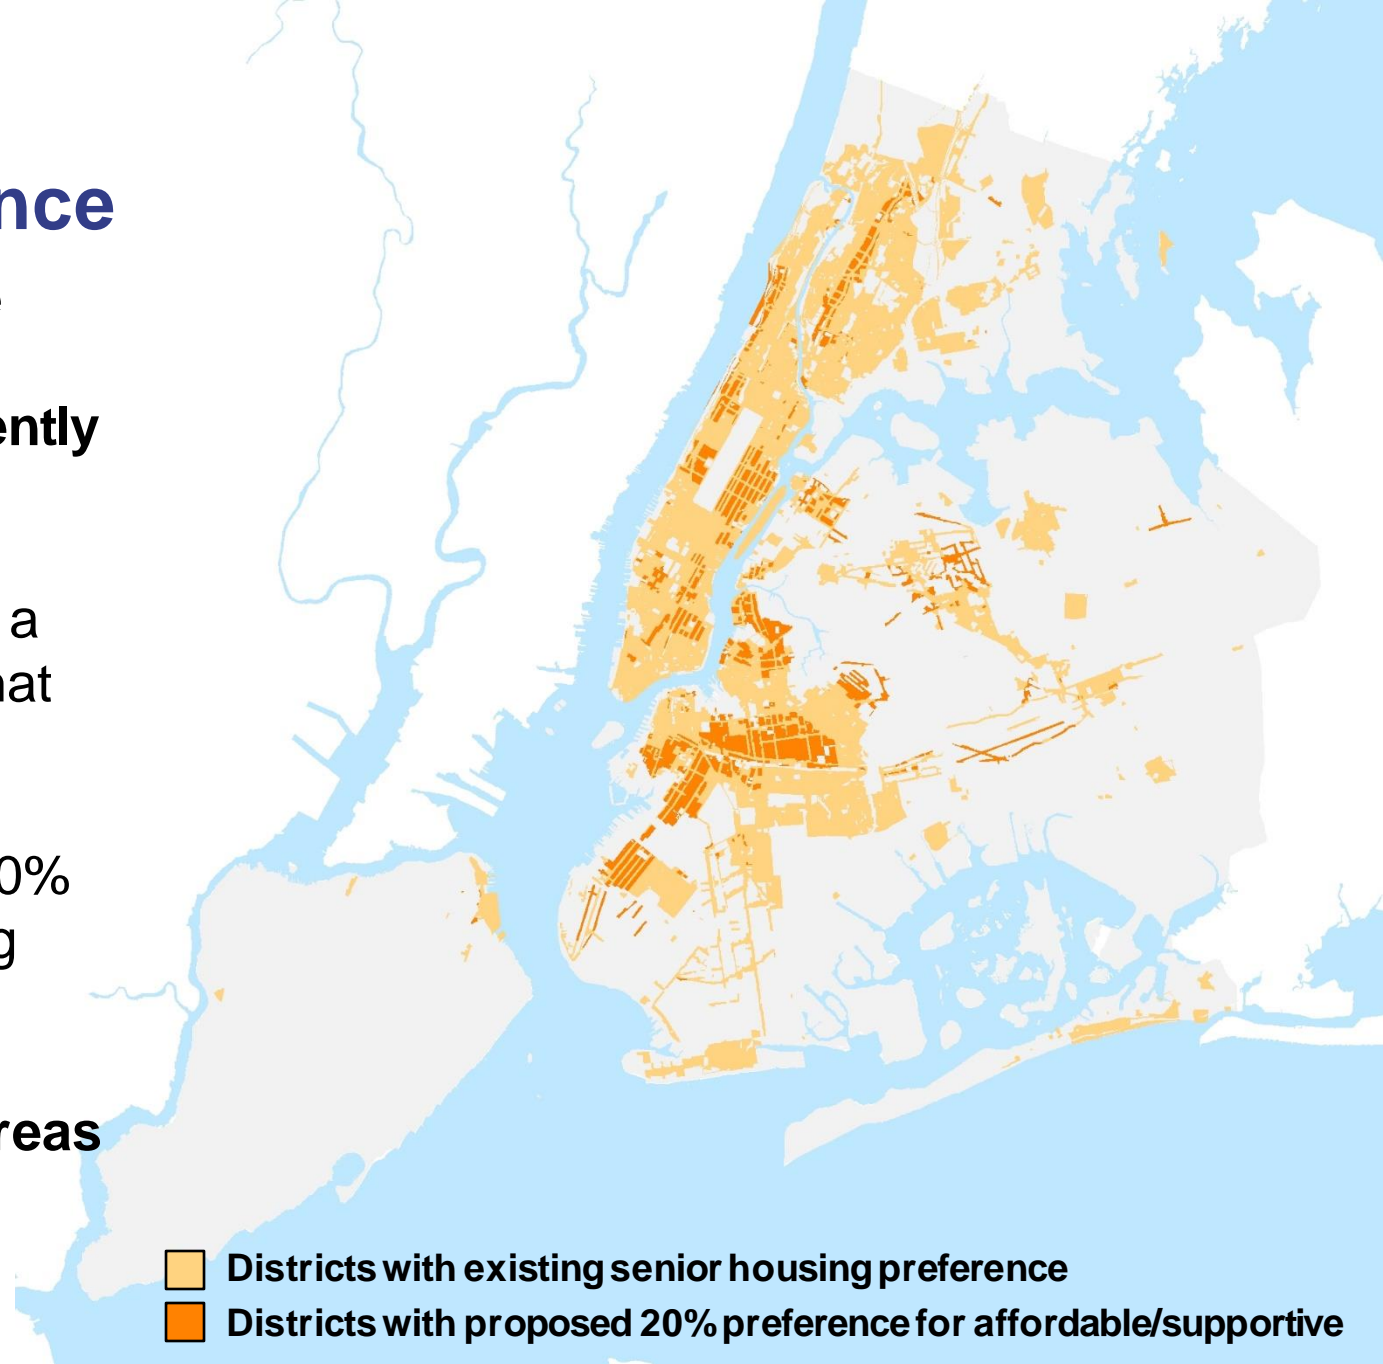 nce
e
ently
a
hat
0%
g
reas
Districts with existing senior housing preference
Districts with proposed 20% preference for affordable/supportive